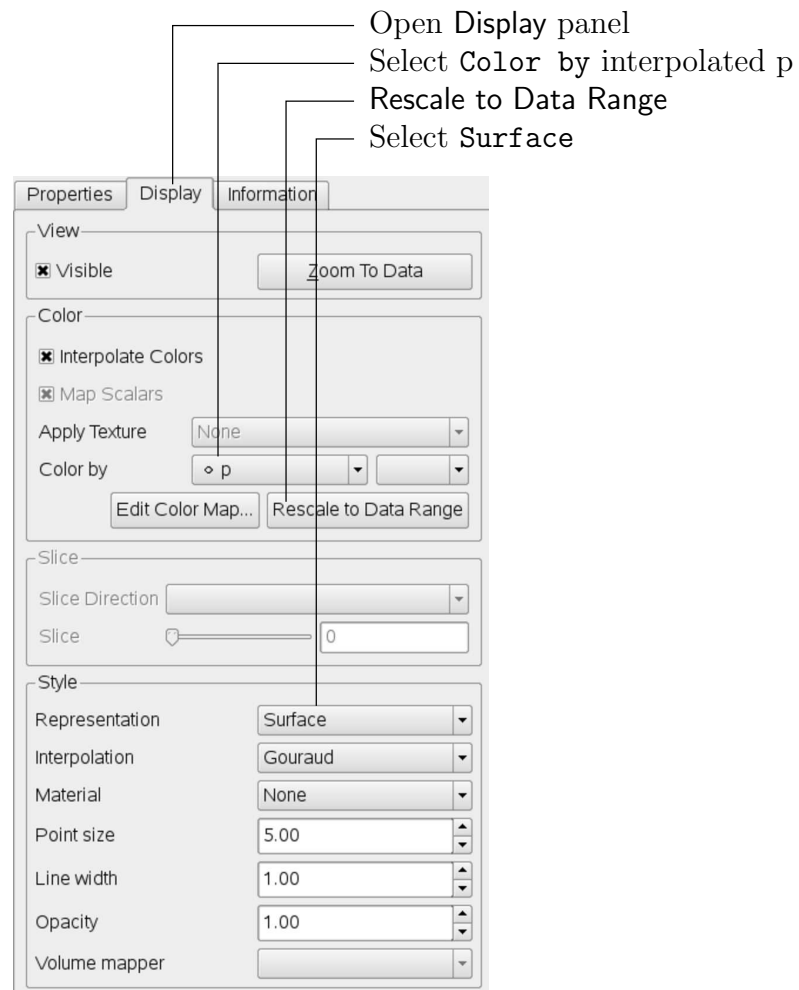 Open Display panel
Select Color by interpolated p
Rescale to Data Range
Select Surface
Properties Display Information
View
Visible Zoom To Data
Color
Interpolate Colors
Map Scalars
Apply Texture None
Color by p
Edit Color Map... Rescale to Data Range
Slice
Slice Direction
Slice 0
Style
Representation Surface
Interpolation Gouraud
Material None
Point size 5.00
Line width 1.00
Opacity 1.00
Volume mapper